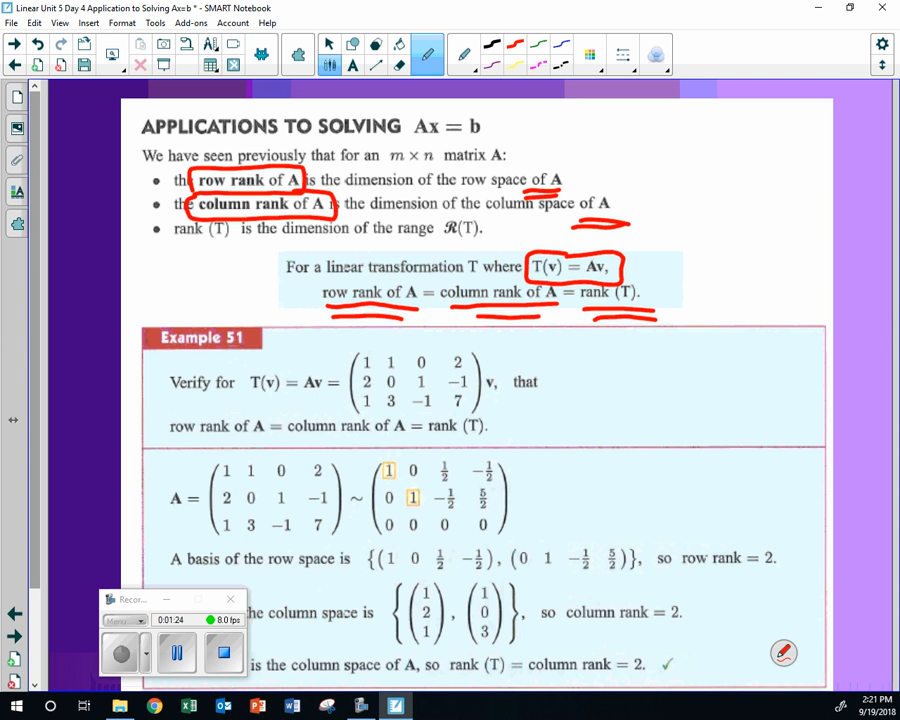 Linear Unit 5 Day 4 Application to Solving Ax=b * - SMART Notebook
File Edit View Insert Format Tools Add-ons Account Help
APPLICATIONS TO SOLVING Ax = b
We have seen previously that for an m × n matrix A:
• the row rank of A is the dimension of the row space of A
• the column rank of A is the dimension of the column space of A
• rank (T) is the dimension of the range ℛ(T).
For a linear transformation T where T(v) = Av,
row rank of A = column rank of A = rank (T).
Example 51
1 1 0 2
Verify for T(v) = Av = 2 0 1 −1 v, that
1 3 −1 7
row rank of A = column rank of A = rank (T).
1 1 0 2 1 0 1/2 −1/2
A = 2 0 1 −1 ~ 0 1 −1/2 5/2
1 3 −1 7 0 0 0 0
A basis of the row space is {(1 0 1/2 −1/2), (0 1 −1/2 5/2)}, so row rank = 2.
Recor...
Menu 0:01:24 8.0 fps
1 1
the column space is { 2 , 0 }, so column rank = 2.
1 3
is the column space of A, so rank (T) = column rank = 2. ✓
2:21 PM
9/19/2018